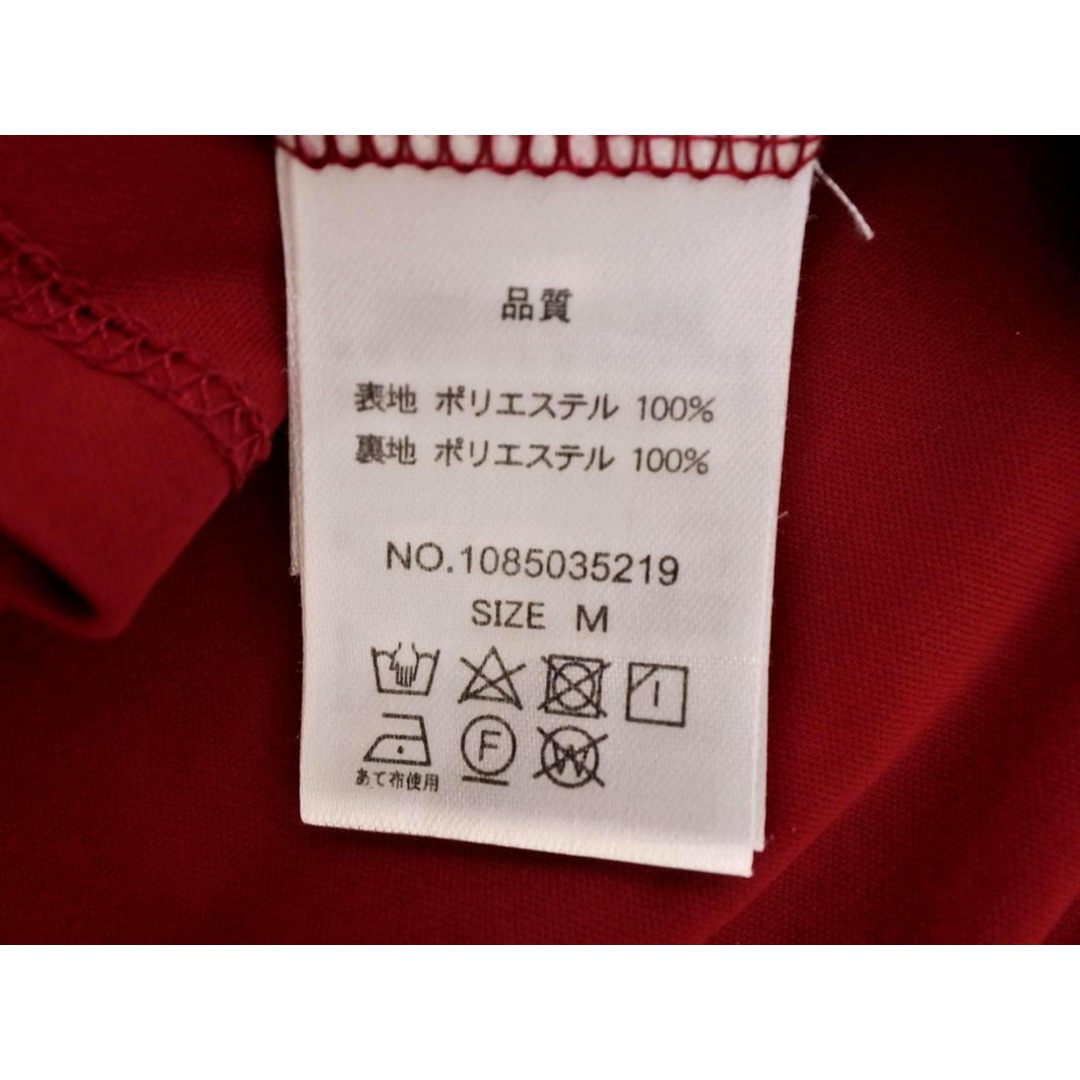 品質
表地 ポリエステル 100%
裏地 ポリエステル 100%
NO.1085035219
SIZE M
F W
あて布使用